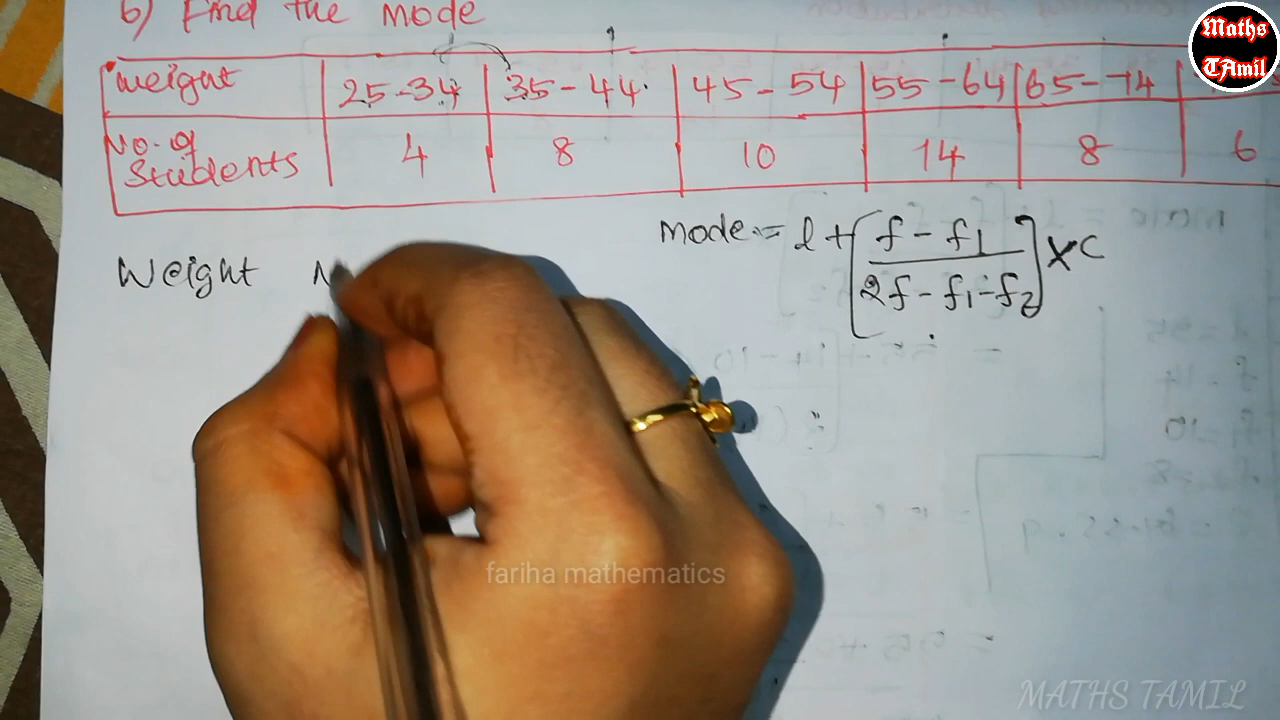 b) Find the mode
Maths
TAmil
Weight 25-34 35-44 45-54 55-64 65-74
No. of
Students 4 8 10 14 8 6
mode = l + [f - f1 / 2f - f1 - f2] x c
Weight N
fariha mathematics
MATHS TAMIL